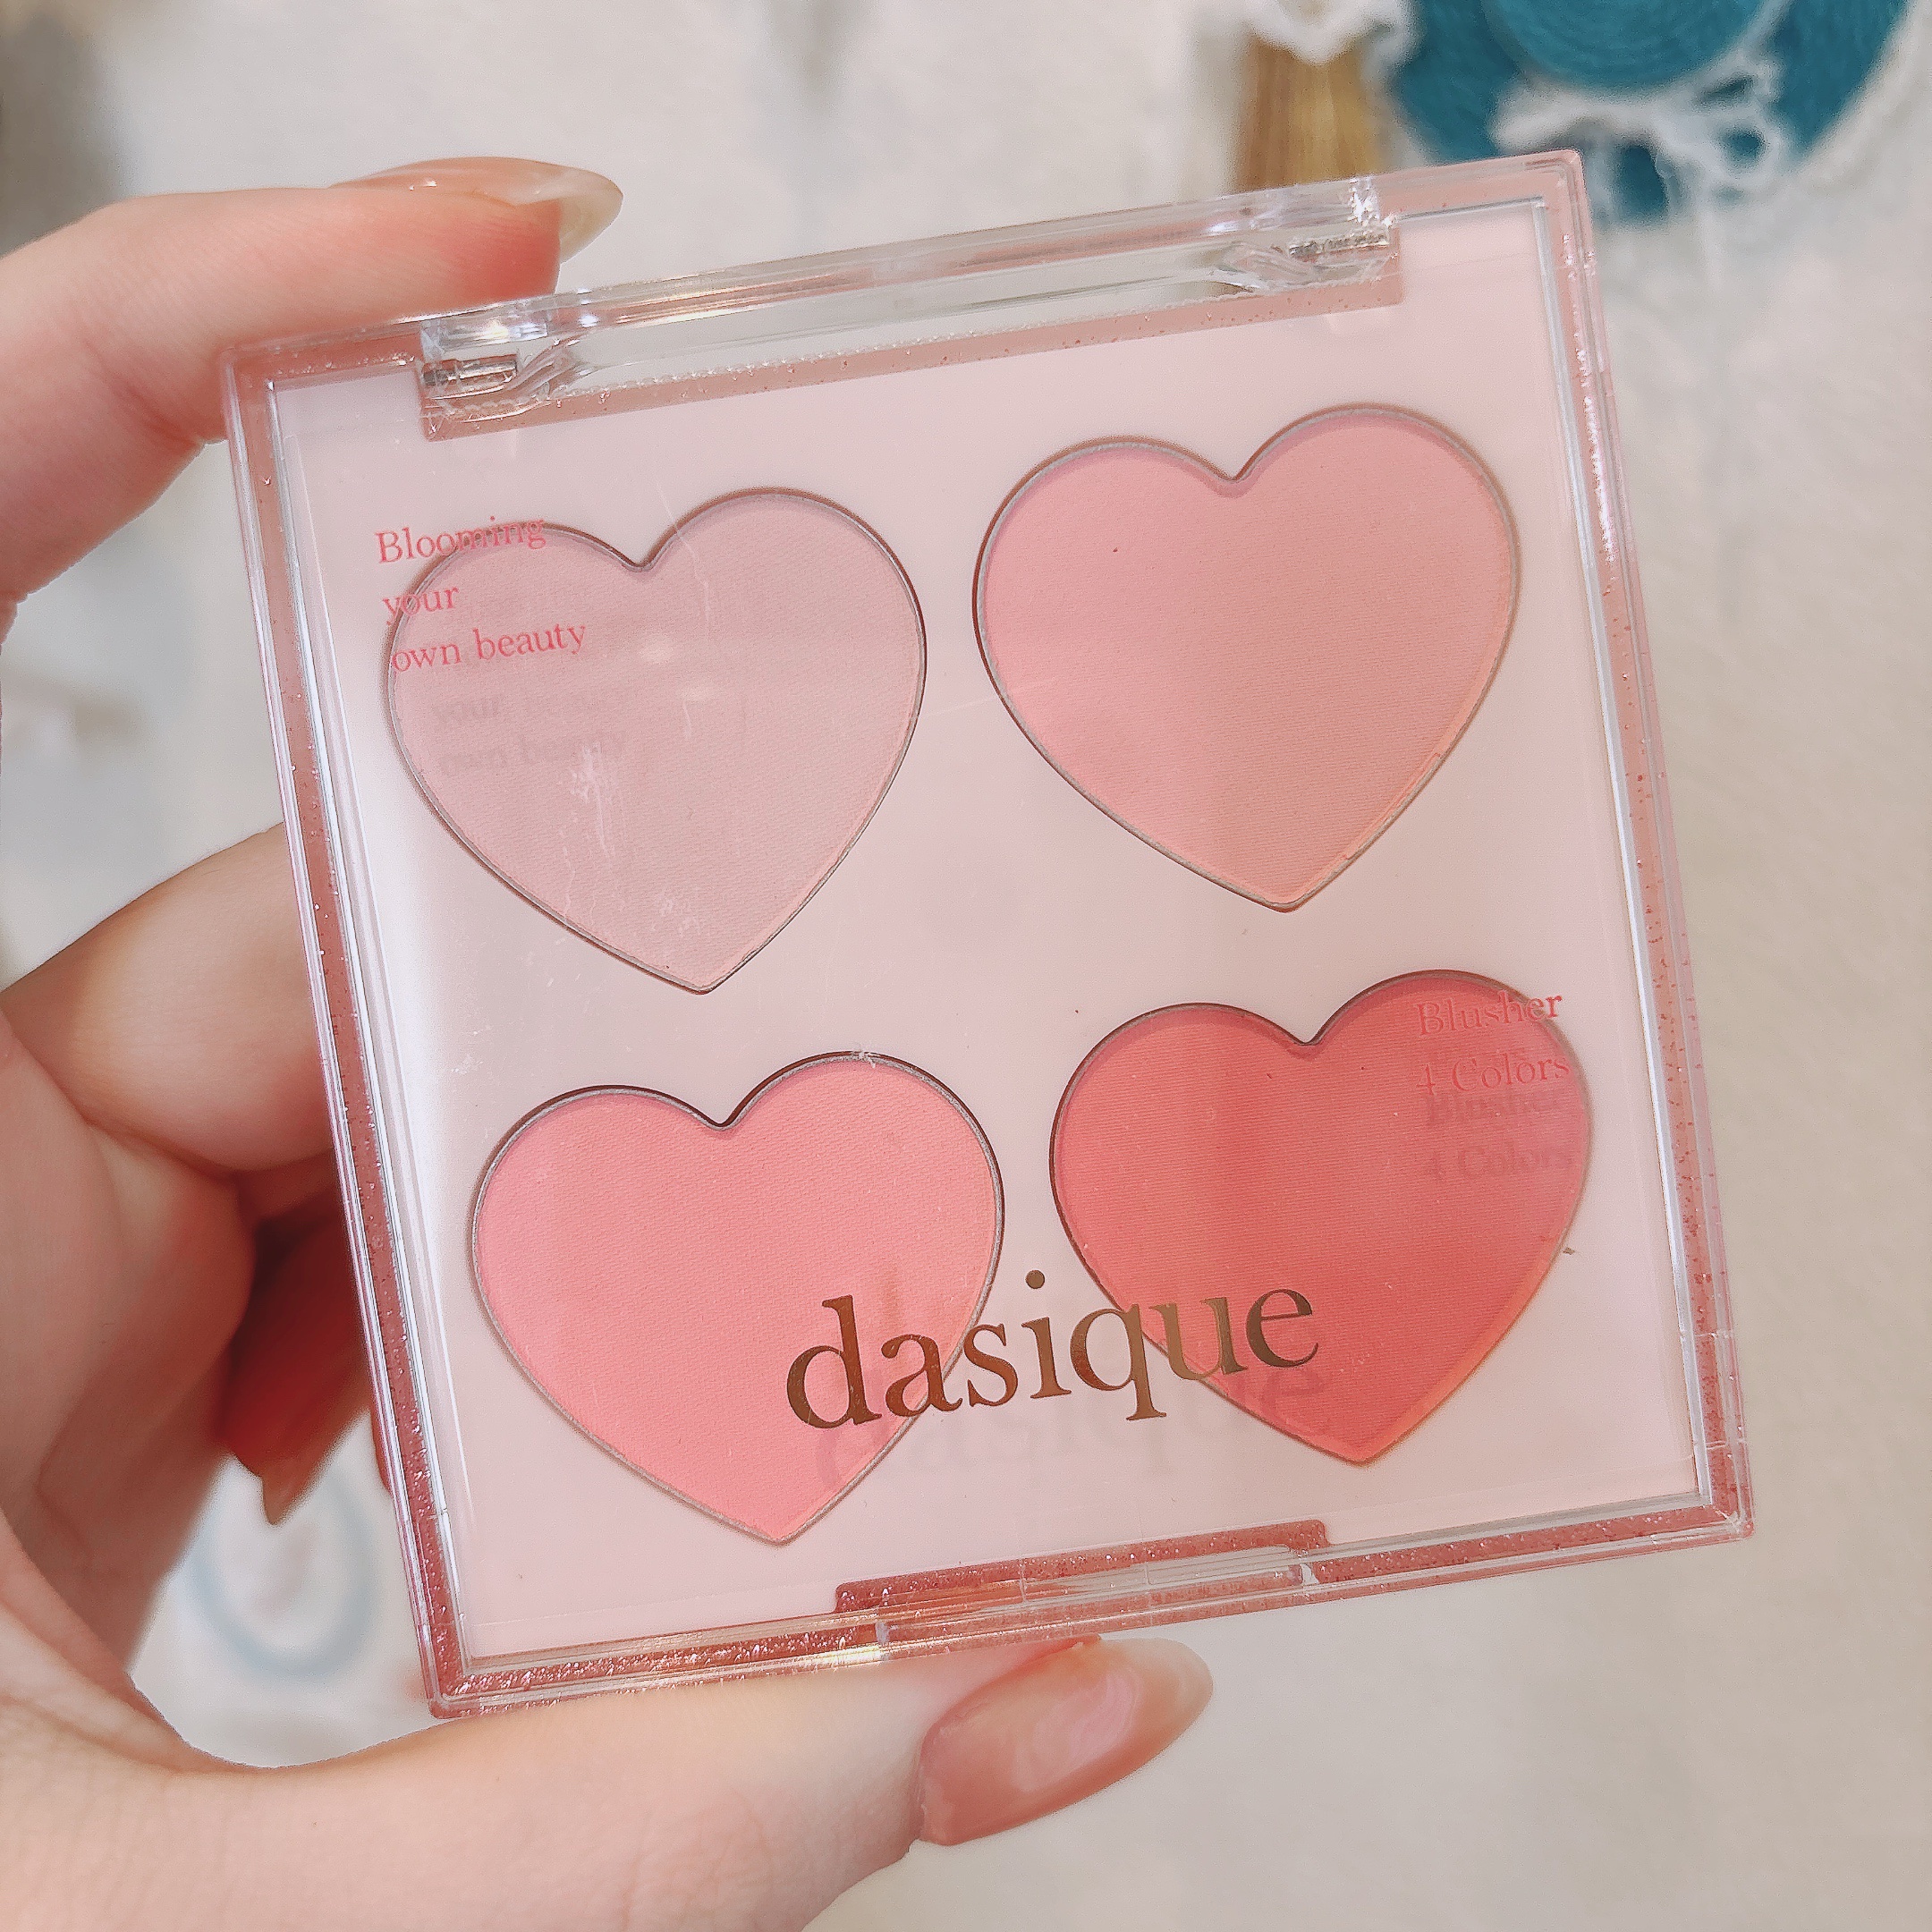 Blooming
your
own beauty
Blusher
4 Colors
dasique